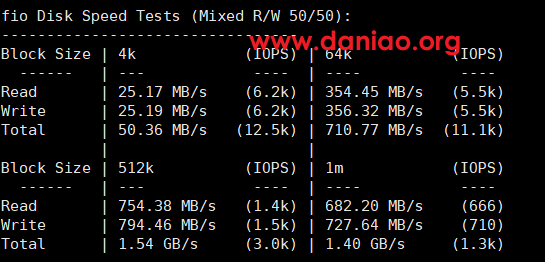 fio Disk Speed Tests (Mixed R/W 50/50):
---------------------------------
www.daniao.org
Block Size | 4k            (IOPS) | 64k           (IOPS)
  ------   | ---            ----  | ----           ----
Read       | 25.17 MB/s    (6.2k) | 354.45 MB/s   (5.5k)
Write      | 25.19 MB/s    (6.2k) | 356.32 MB/s   (5.5k)
Total      | 50.36 MB/s   (12.5k) | 710.77 MB/s  (11.1k)
           |                      |
Block Size | 512k          (IOPS) | 1m            (IOPS)
  ------   | ---            ----  | ----           ----
Read       | 754.38 MB/s   (1.4k) | 682.20 MB/s    (666)
Write      | 794.46 MB/s   (1.5k) | 727.64 MB/s    (710)
Total      | 1.54 GB/s     (3.0k) | 1.40 GB/s     (1.3k)